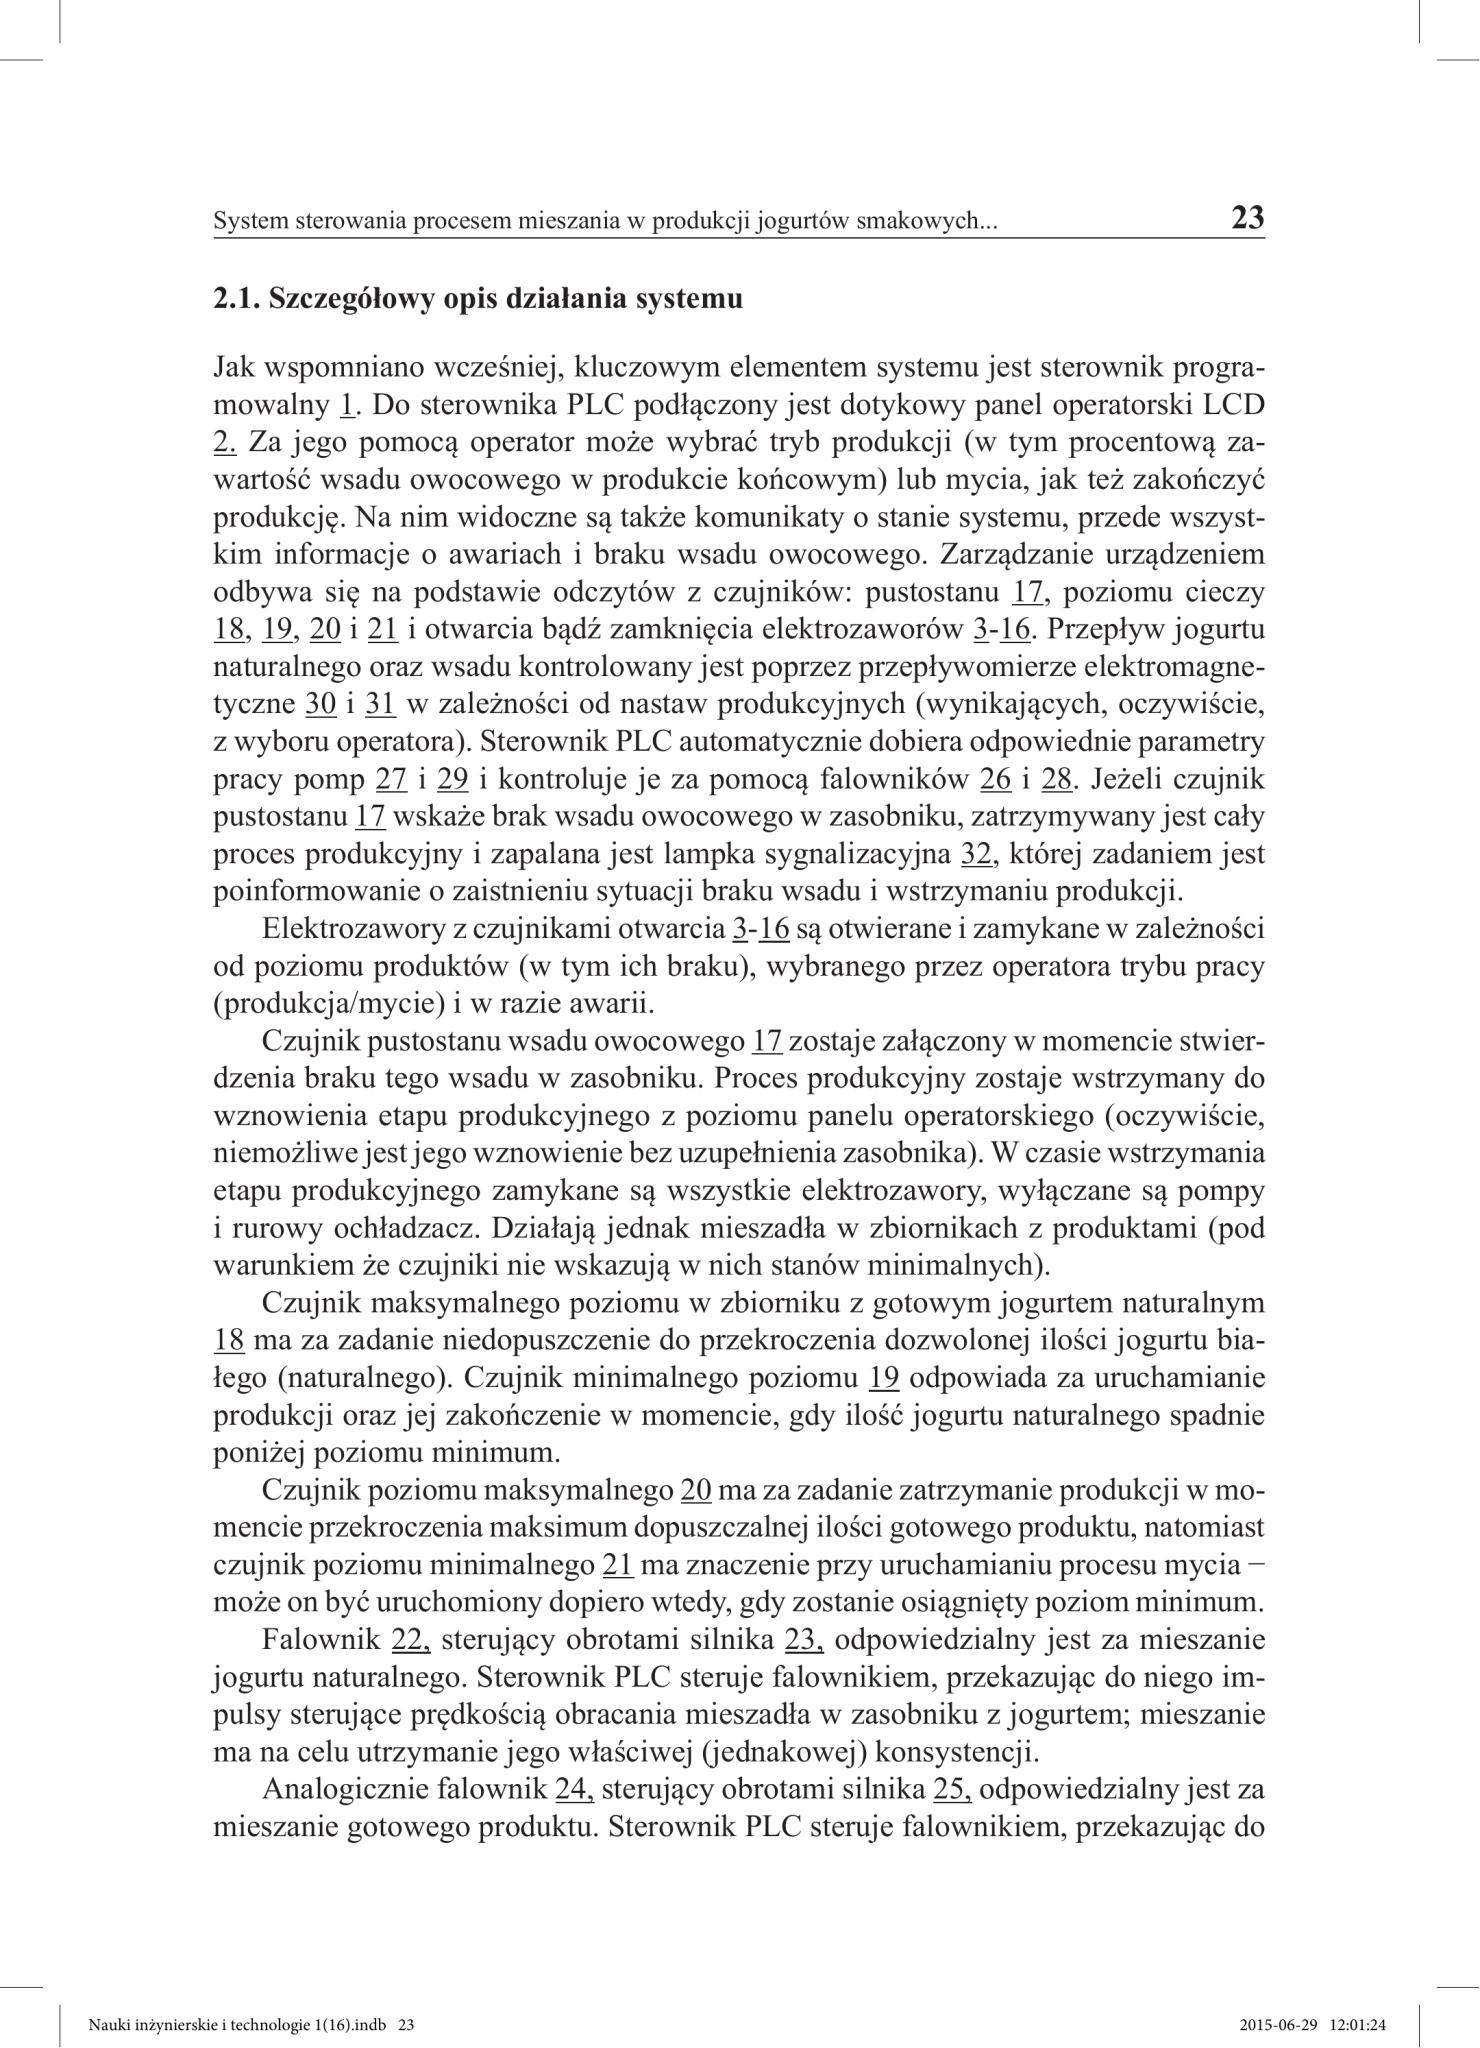 System sterowania procesem mieszania w produkcji jogurtów smakowych... 23
2.1. Szczegółowy opis działania systemu
Jak wspomniano wcześniej, kluczowym elementem systemu jest sterownik progra-
mowalny 1. Do sterownika PLC podłączony jest dotykowy panel operatorski LCD
2. Za jego pomocą operator może wybrać tryb produkcji (w tym procentową za-
wartość wsadu owocowego w produkcie końcowym) lub mycia, jak też zakończyć
produkcję. Na nim widoczne są także komunikaty o stanie systemu, przede wszyst-
kim informacje o awariach i braku wsadu owocowego. Zarządzanie urządzeniem
odbywa się na podstawie odczytów z czujników: pustostanu 17, poziomu cieczy
18, 19, 20 i 21 i otwarcia bądź zamknięcia elektrozaworów 3-16. Przepływ jogurtu
naturalnego oraz wsadu kontrolowany jest poprzez przepływomierze elektromagne-
tyczne 30 i 31 w zależności od nastaw produkcyjnych (wynikających, oczywiście,
z wyboru operatora). Sterownik PLC automatycznie dobiera odpowiednie parametry
pracy pomp 27 i 29 i kontroluje je za pomocą falowników 26 i 28. Jeżeli czujnik
pustostanu 17 wskaże brak wsadu owocowego w zasobniku, zatrzymywany jest cały
proces produkcyjny i zapalana jest lampka sygnalizacyjna 32, której zadaniem jest
poinformowanie o zaistnieniu sytuacji braku wsadu i wstrzymaniu produkcji.
Elektrozawory z czujnikami otwarcia 3-16 są otwierane i zamykane w zależności
od poziomu produktów (w tym ich braku), wybranego przez operatora trybu pracy
(produkcja/mycie) i w razie awarii.
Czujnik pustostanu wsadu owocowego 17 zostaje załączony w momencie stwier-
dzenia braku tego wsadu w zasobniku. Proces produkcyjny zostaje wstrzymany do
wznowienia etapu produkcyjnego z poziomu panelu operatorskiego (oczywiście,
niemożliwe jest jego wznowienie bez uzupełnienia zasobnika). W czasie wstrzymania
etapu produkcyjnego zamykane są wszystkie elektrozawory, wyłączane są pompy
i rurowy ochładzacz. Działają jednak mieszadła w zbiornikach z produktami (pod
warunkiem że czujniki nie wskazują w nich stanów minimalnych).
Czujnik maksymalnego poziomu w zbiorniku z gotowym jogurtem naturalnym
18 ma za zadanie niedopuszczenie do przekroczenia dozwolonej ilości jogurtu bia-
łego (naturalnego). Czujnik minimalnego poziomu 19 odpowiada za uruchamianie
produkcji oraz jej zakończenie w momencie, gdy ilość jogurtu naturalnego spadnie
poniżej poziomu minimum.
Czujnik poziomu maksymalnego 20 ma za zadanie zatrzymanie produkcji w mo-
mencie przekroczenia maksimum dopuszczalnej ilości gotowego produktu, natomiast
czujnik poziomu minimalnego 21 ma znaczenie przy uruchamianiu procesu mycia −
może on być uruchomiony dopiero wtedy, gdy zostanie osiągnięty poziom minimum.
Falownik 22, sterujący obrotami silnika 23, odpowiedzialny jest za mieszanie
jogurtu naturalnego. Sterownik PLC steruje falownikiem, przekazując do niego im-
pulsy sterujące prędkością obracania mieszadła w zasobniku z jogurtem; mieszanie
ma na celu utrzymanie jego właściwej (jednakowej) konsystencji.
Analogicznie falownik 24, sterujący obrotami silnika 25, odpowiedzialny jest za
mieszanie gotowego produktu. Sterownik PLC steruje falownikiem, przekazując do
Nauki inżynierskie i technologie 1(16).indb 23 2015-06-29 12:01:24